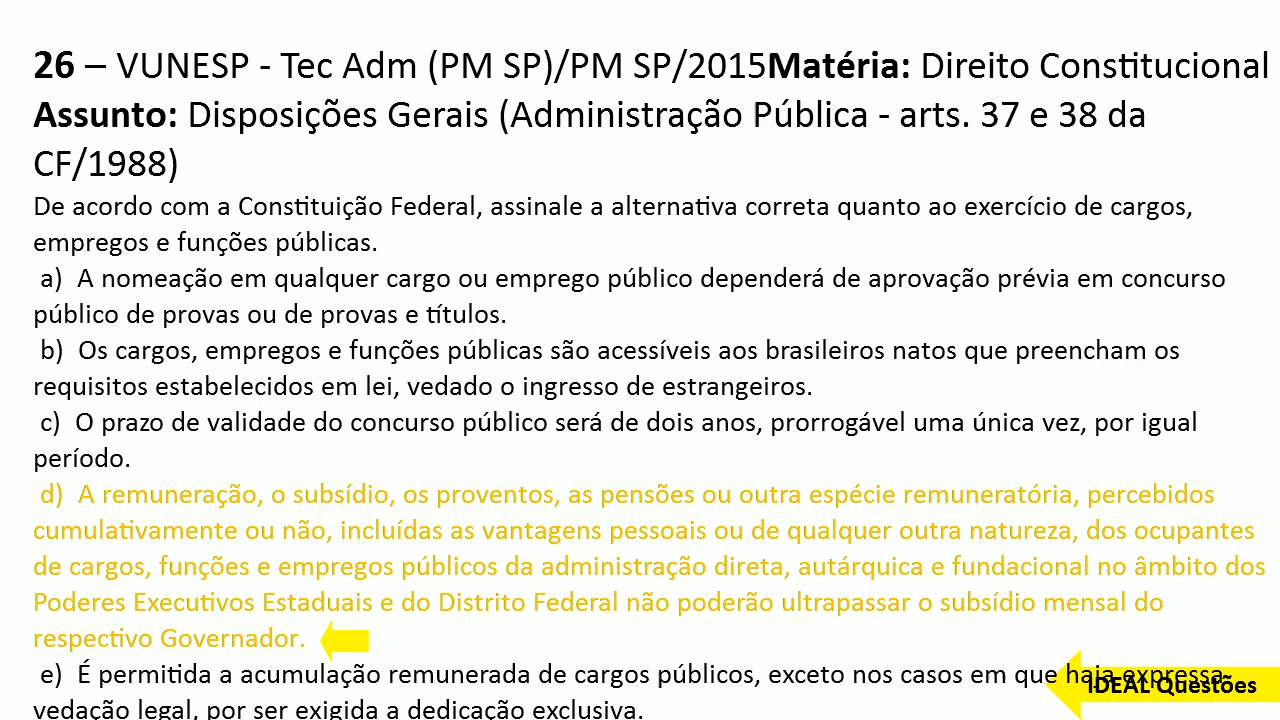 26 – VUNESP - Tec Adm (PM SP)/PM SP/2015Matéria: Direito Constitucional
Assunto: Disposições Gerais (Administração Pública - arts. 37 e 38 da
CF/1988)
De acordo com a Constituição Federal, assinale a alternativa correta quanto ao exercício de cargos,
empregos e funções públicas.
a) A nomeação em qualquer cargo ou emprego público dependerá de aprovação prévia em concurso
público de provas ou de provas e títulos.
b) Os cargos, empregos e funções públicas são acessíveis aos brasileiros natos que preencham os
requisitos estabelecidos em lei, vedado o ingresso de estrangeiros.
c) O prazo de validade do concurso público será de dois anos, prorrogável uma única vez, por igual
período.
d) A remuneração, o subsídio, os proventos, as pensões ou outra espécie remuneratória, percebidos
cumulativamente ou não, incluídas as vantagens pessoais ou de qualquer outra natureza, dos ocupantes
de cargos, funções e empregos públicos da administração direta, autárquica e fundacional no âmbito dos
Poderes Executivos Estaduais e do Distrito Federal não poderão ultrapassar o subsídio mensal do
respectivo Governador.
e) É permitida a acumulação remunerada de cargos públicos, exceto nos casos em que haja expressa
IDEAL Questões
vedação legal, por ser exigida a dedicação exclusiva.